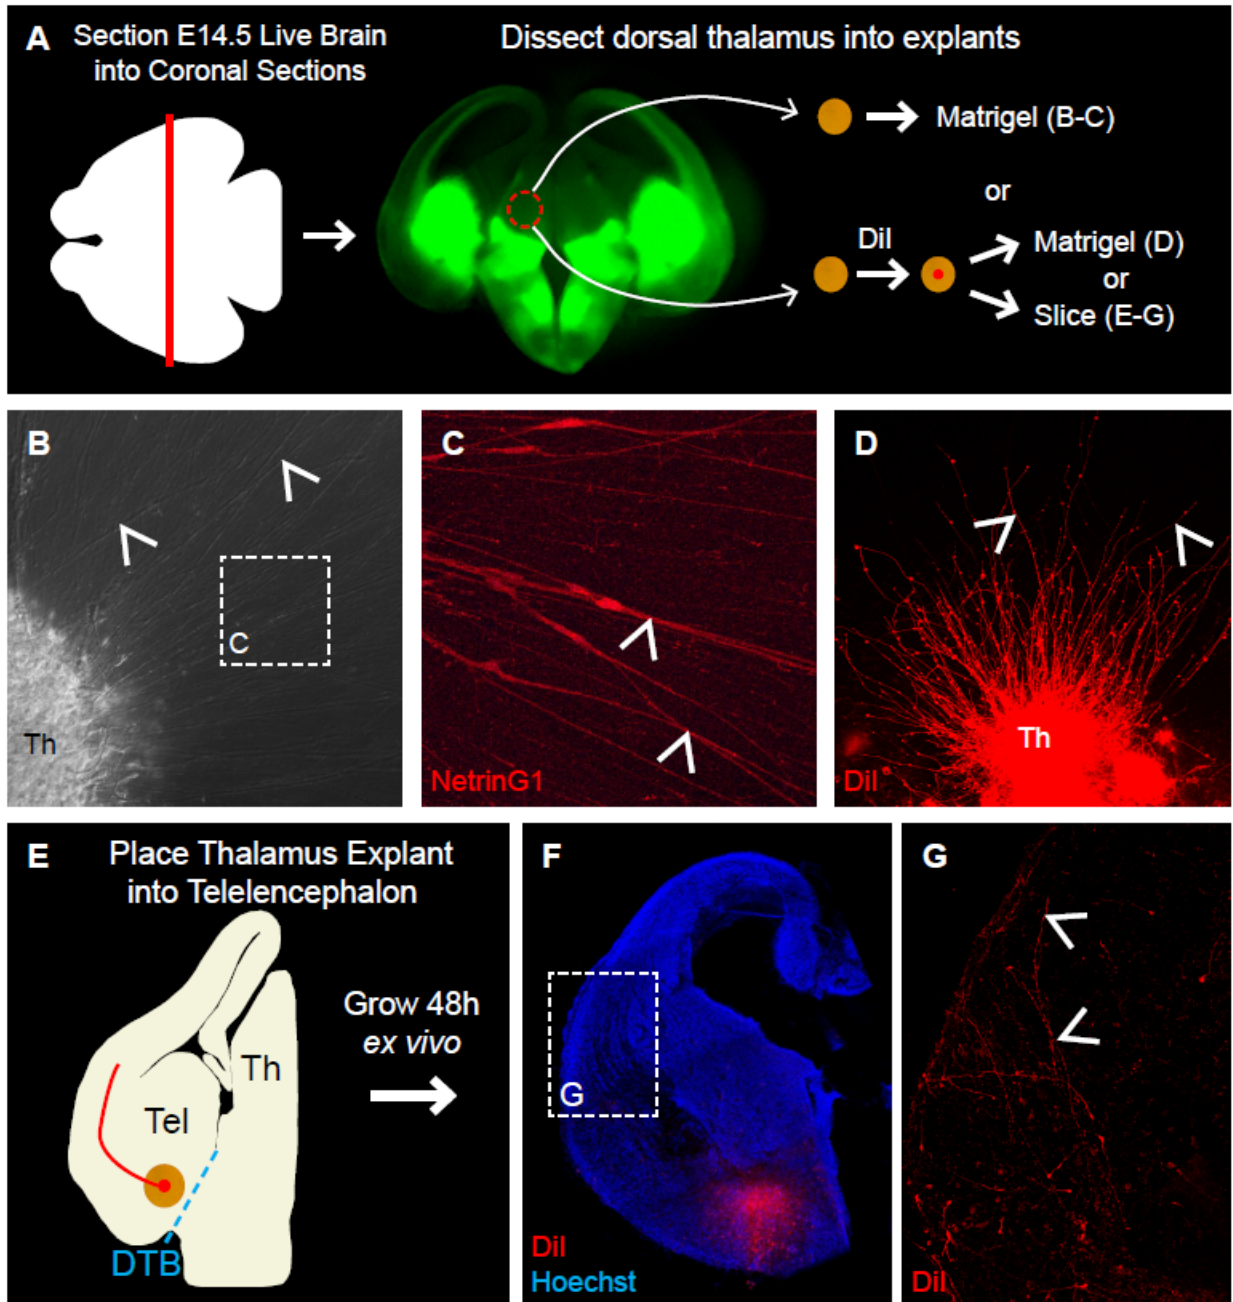 A
Section E14.5 Live Brain
into Coronal Sections
Dissect dorsal thalamus into explants
Matrigel (B-C)
or
DiI
Matrigel (D)
or
Slice (E-G)
B
C
Th
C
NetrinG1
D
Th
DiI
E
Place Thalamus Explant
into Telelencephalon
Th
Tel
DTB
Grow 48h
ex vivo
F
G
DiI
Hoechst
G
DiI